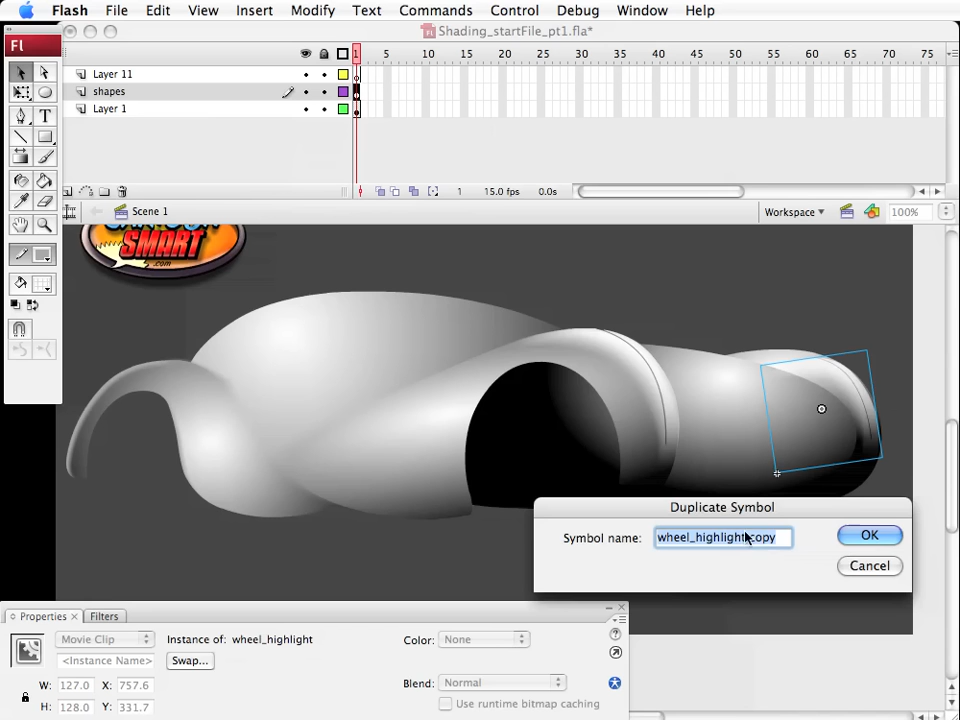 Flash File Edit View Insert Modify Text Commands Control Debug Window Help
Fl
Shading_startFile_pt1.fla*
1 5 10 15 20 25 30 35 40 45 50 55 60 65 70 75
Layer 11
shapes
Layer 1
1 15.0 fps 0.0s
Scene 1
Workspace
100%
SMART
.com
Duplicate Symbol
Symbol name: wheel_highlight copy
OK
Cancel
Properties × Filters
Movie Clip
Instance of: wheel_highlight
Color: None
<Instance Name>
Swap...
W: 127.0 X: 757.6
Blend: Normal
H: 128.0 Y: 331.7
Use runtime bitmap caching